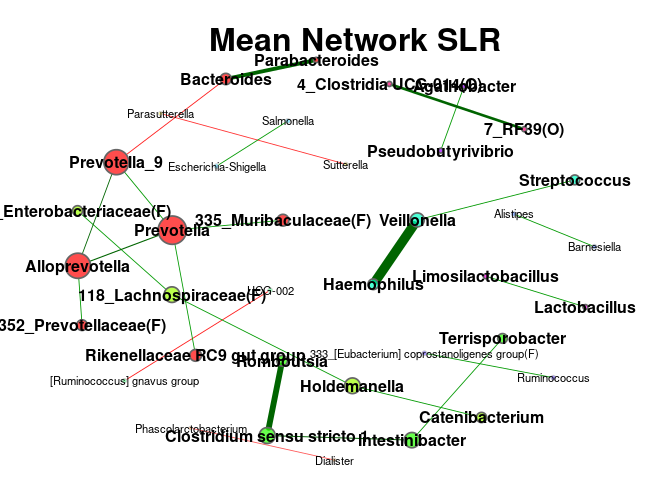 Mean Network SLR
Parabacteroides
Bacteroides
4_Clostridia UCG-014(O)
Agathobacter
Parasutterella
Salmonella
7_RF39(O)
Pseudobutyrivibrio
Prevotella_9
Escherichia-Shigella
Sutterella
Streptococcus
_Enterobacteriaceae(F)
335_Muribaculaceae(F)
Veillonella
Alistipes
Prevotella
Barnesiella
Alloprevotella
Limosilactobacillus
Haemophilus
UCG-002
118_Lachnospiraceae(F)
Lactobacillus
352_Prevotellaceae(F)
Terrisporobacter
Rikenellaceae RC9 gut group
333_[Eubacterium] coprostanoligenes group(F)
Romboutsia
[Ruminococcus] gnavus group
Ruminococcus
Holdemanella
Catenibacterium
Phascolarctobacterium
Clostridium sensu stricto 1
Intestinibacter
Dialister